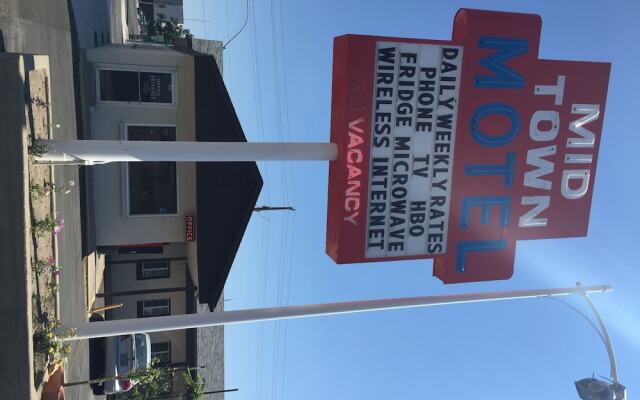 MID
TOWN
MOTEL
DAILY WEEKLY RATES
PHONE TV HBO
FRIDGE MICROWAVE
WIRELESS INTERNET
NO VACANCY
OFFICE